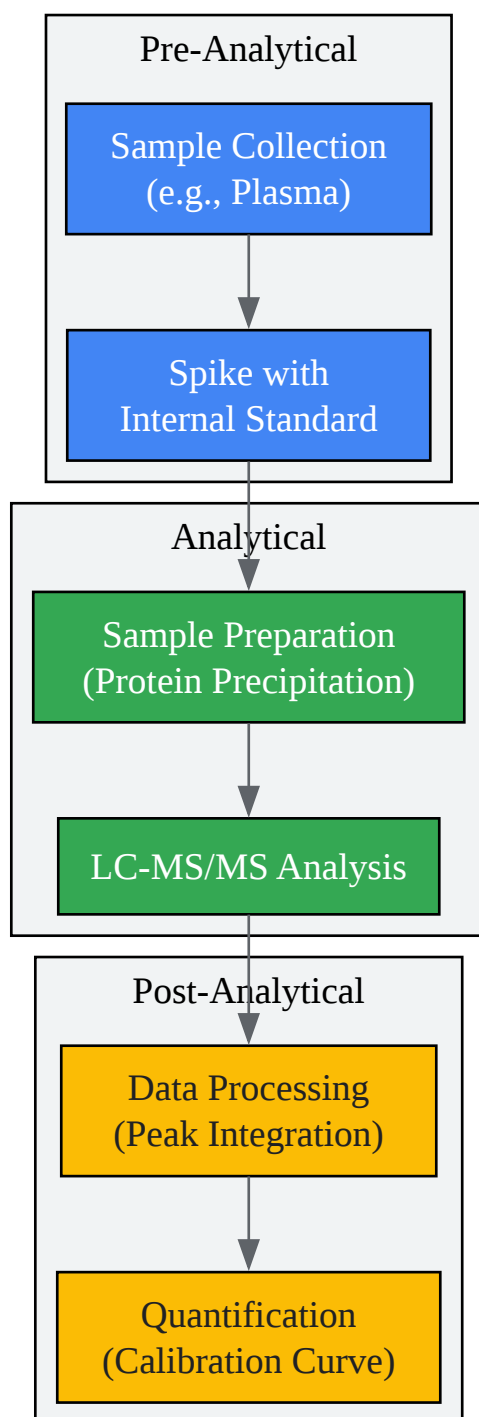 Pre-Analytical
Sample Collection
(e.g., Plasma)
Spike with
Internal Standard
Analytical
Sample Preparation
(Protein Precipitation)
LC-MS/MS Analysis
Post-Analytical
Data Processing
(Peak Integration)
Quantification
(Calibration Curve)